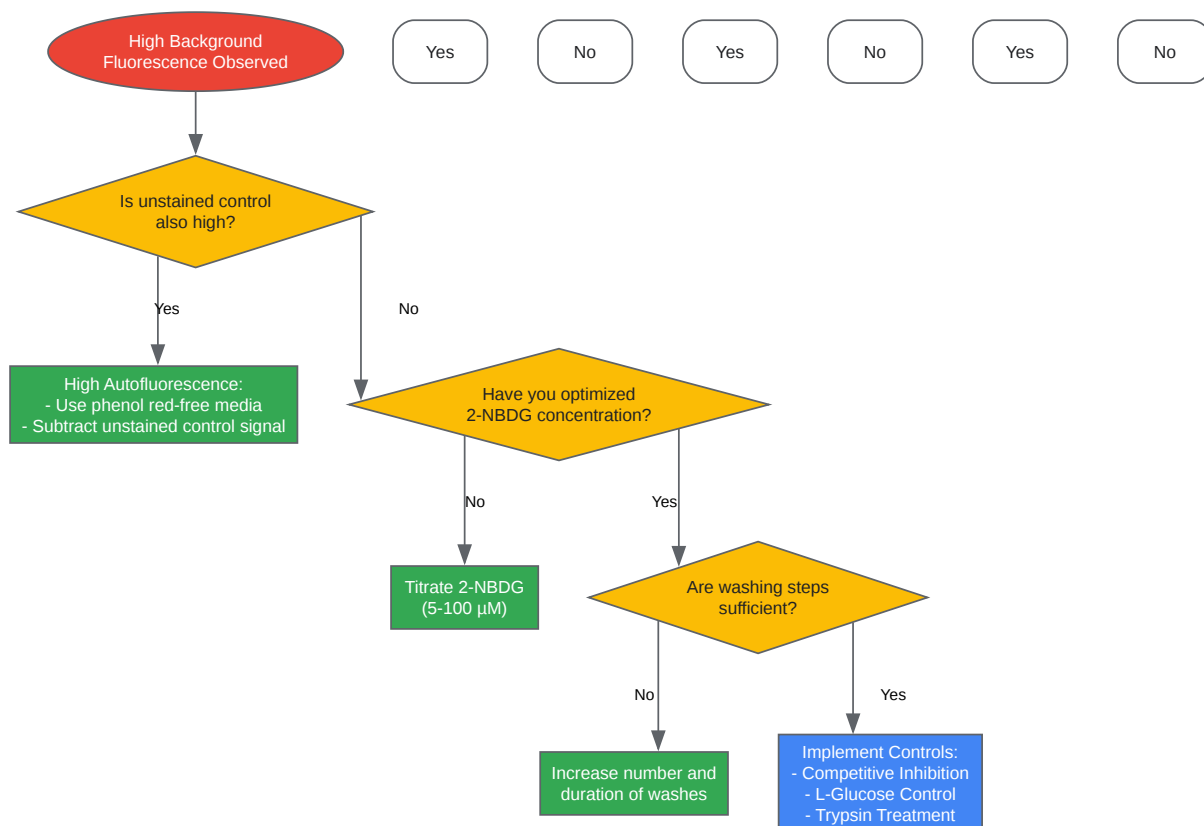 High Background
Fluorescence Observed
Yes
No
Yes
No
Yes
No
Is unstained control
also high?
Yes
No
High Autofluorescence:
- Use phenol red-free media
- Subtract unstained control signal
Have you optimized
2-NBDG concentration?
No
Yes
Titrate 2-NBDG
(5-100 µM)
Are washing steps
sufficient?
No
Yes
Increase number and
duration of washes
Implement Controls:
- Competitive Inhibition
- L-Glucose Control
- Trypsin Treatment